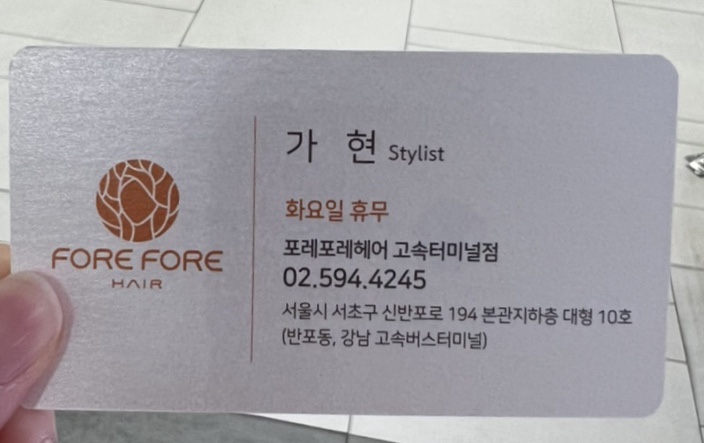 FORE FORE
HAIR
가 현 Stylist
화요일 휴무
포레포레헤어 고속터미널점
02.594.4245
서울시 서초구 신반포로 194 본관지하층 대형 10호
(반포동, 강남 고속버스터미널)